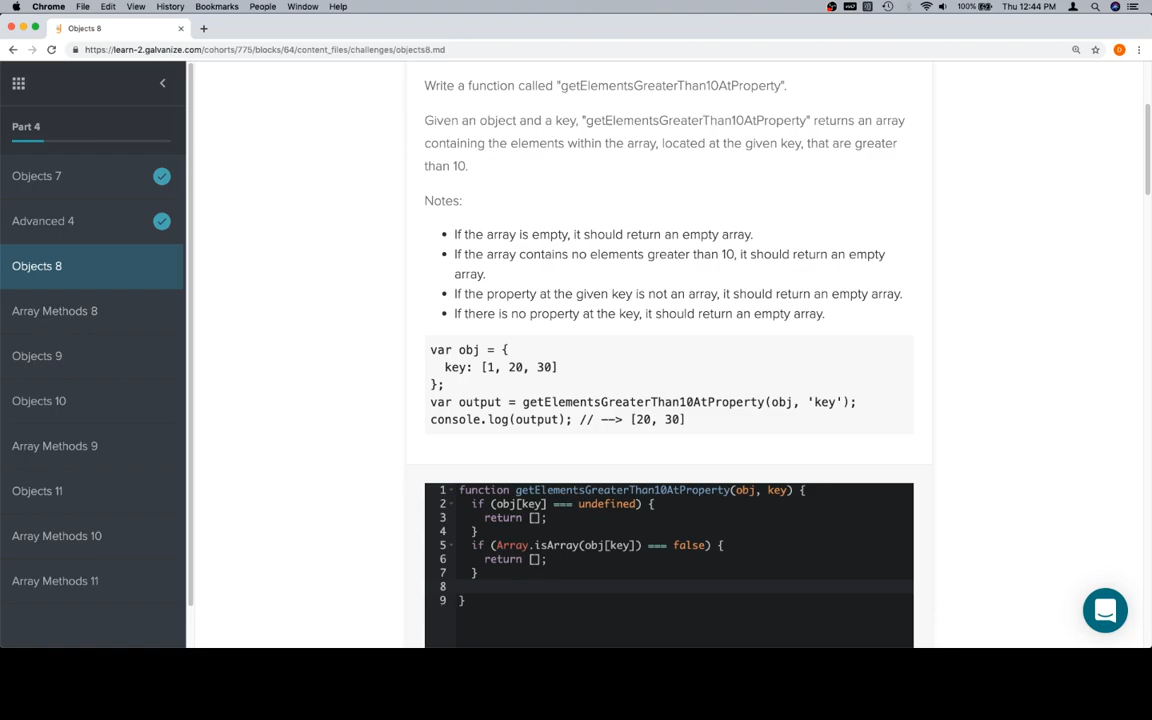 Chrome File Edit View History Bookmarks People Window Help 100% Thu 12:44 PM
Objects 8
https://learn-2.galvanize.com/cohorts/775/blocks/64/content_files/challenges/objects8.md
Part 4
Objects 7
Advanced 4
Objects 8
Array Methods 8
Objects 9
Objects 10
Array Methods 9
Objects 11
Array Methods 10
Array Methods 11
Write a function called "getElementsGreaterThan10AtProperty".
Given an object and a key, "getElementsGreaterThan10AtProperty" returns an array
containing the elements within the array, located at the given key, that are greater
than 10.
Notes:
• If the array is empty, it should return an empty array.
• If the array contains no elements greater than 10, it should return an empty
array.
• If the property at the given key is not an array, it should return an empty array.
• If there is no property at the key, it should return an empty array.
var obj = {
  key: [1, 20, 30]
};
var output = getElementsGreaterThan10AtProperty(obj, 'key');
console.log(output); // --> [20, 30]
1 function getElementsGreaterThan10AtProperty(obj, key) {
2   if (obj[key] === undefined) {
3     return [];
4   }
5   if (Array.isArray(obj[key]) === false) {
6     return [];
7   }
8
9 }